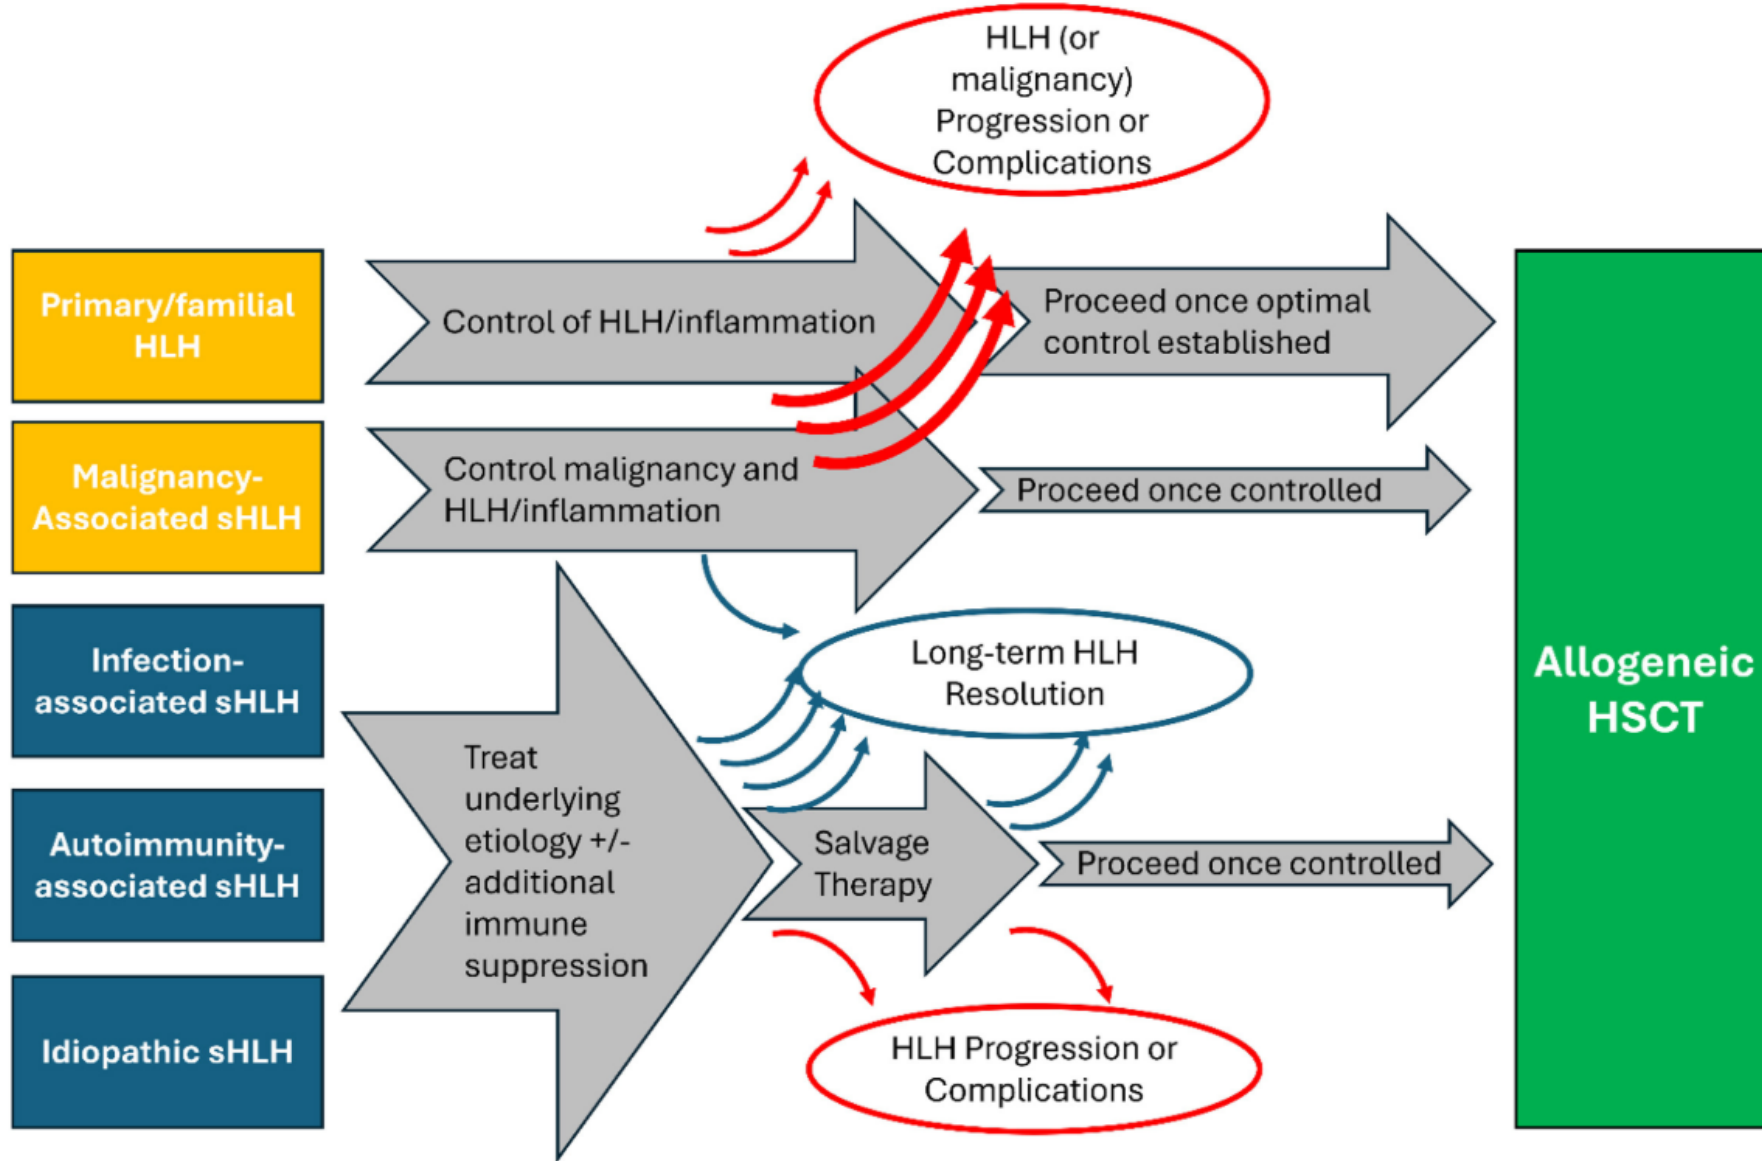 HLH (or
malignancy)
Progression or
Complications
Primary/familial
HLH
Control of HLH/inflammation
Proceed once optimal
control established
Malignancy-
Associated sHLH
Control malignancy and
HLH/inflammation
Proceed once controlled
Infection-
associated sHLH
Long-term HLH
Resolution
Allogeneic
HSCT
Treat
underlying
etiology +/-
additional
immune
suppression
Autoimmunity-
associated sHLH
Salvage
Therapy
Proceed once controlled
Idiopathic sHLH
HLH Progression or
Complications